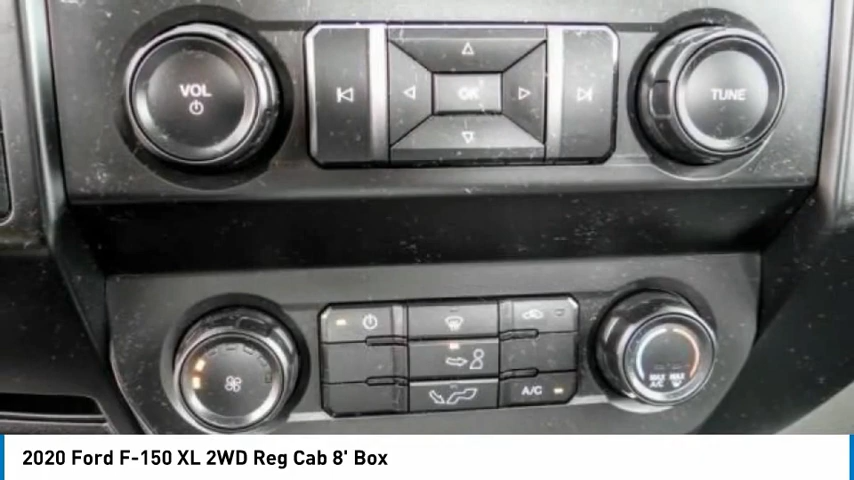 VOL
OK
TUNE
A/C
MAX MAX
A/C
2020 Ford F-150 XL 2WD Reg Cab 8' Box